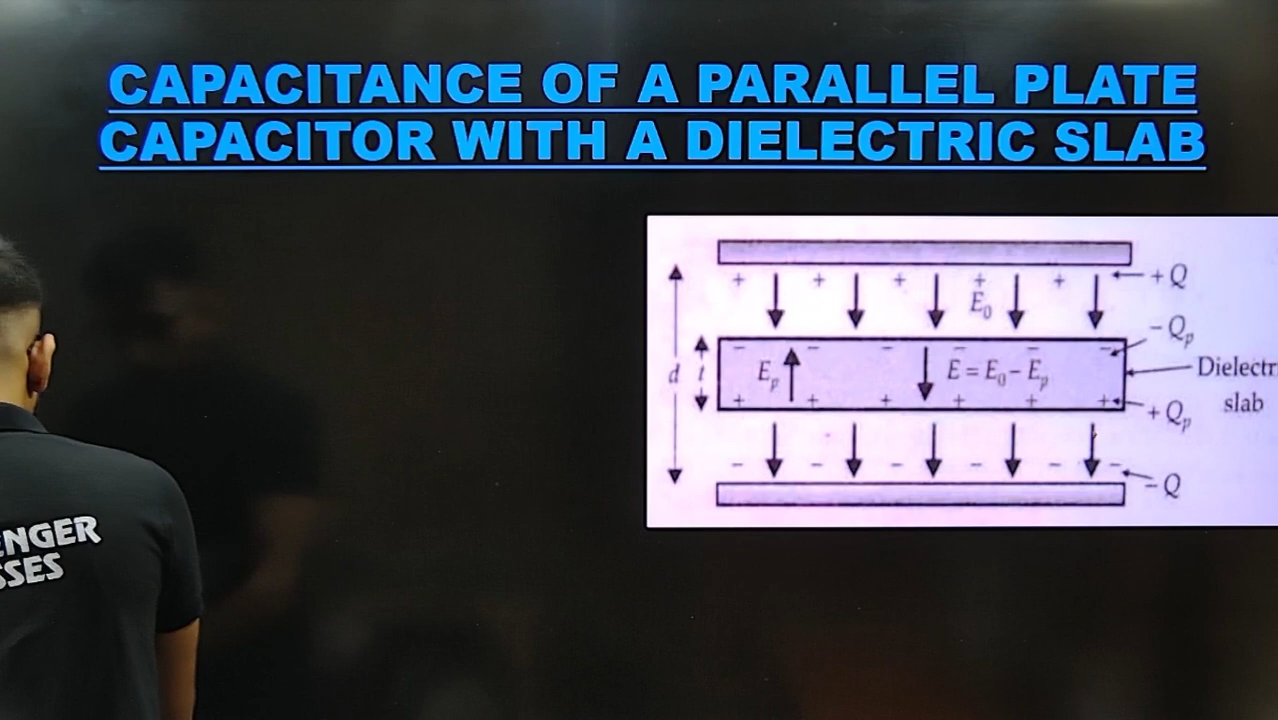 CAPACITANCE OF A PARALLEL PLATE
CAPACITOR WITH A DIELECTRIC SLAB
+ + + + + +Q
E₀
−Qₚ
− − − − − −
d t Eₚ E = E₀ − Eₚ
Dielectr
slab
+ + + + + +
+Qₚ
− − − − − −
−Q
ENGER
SSES